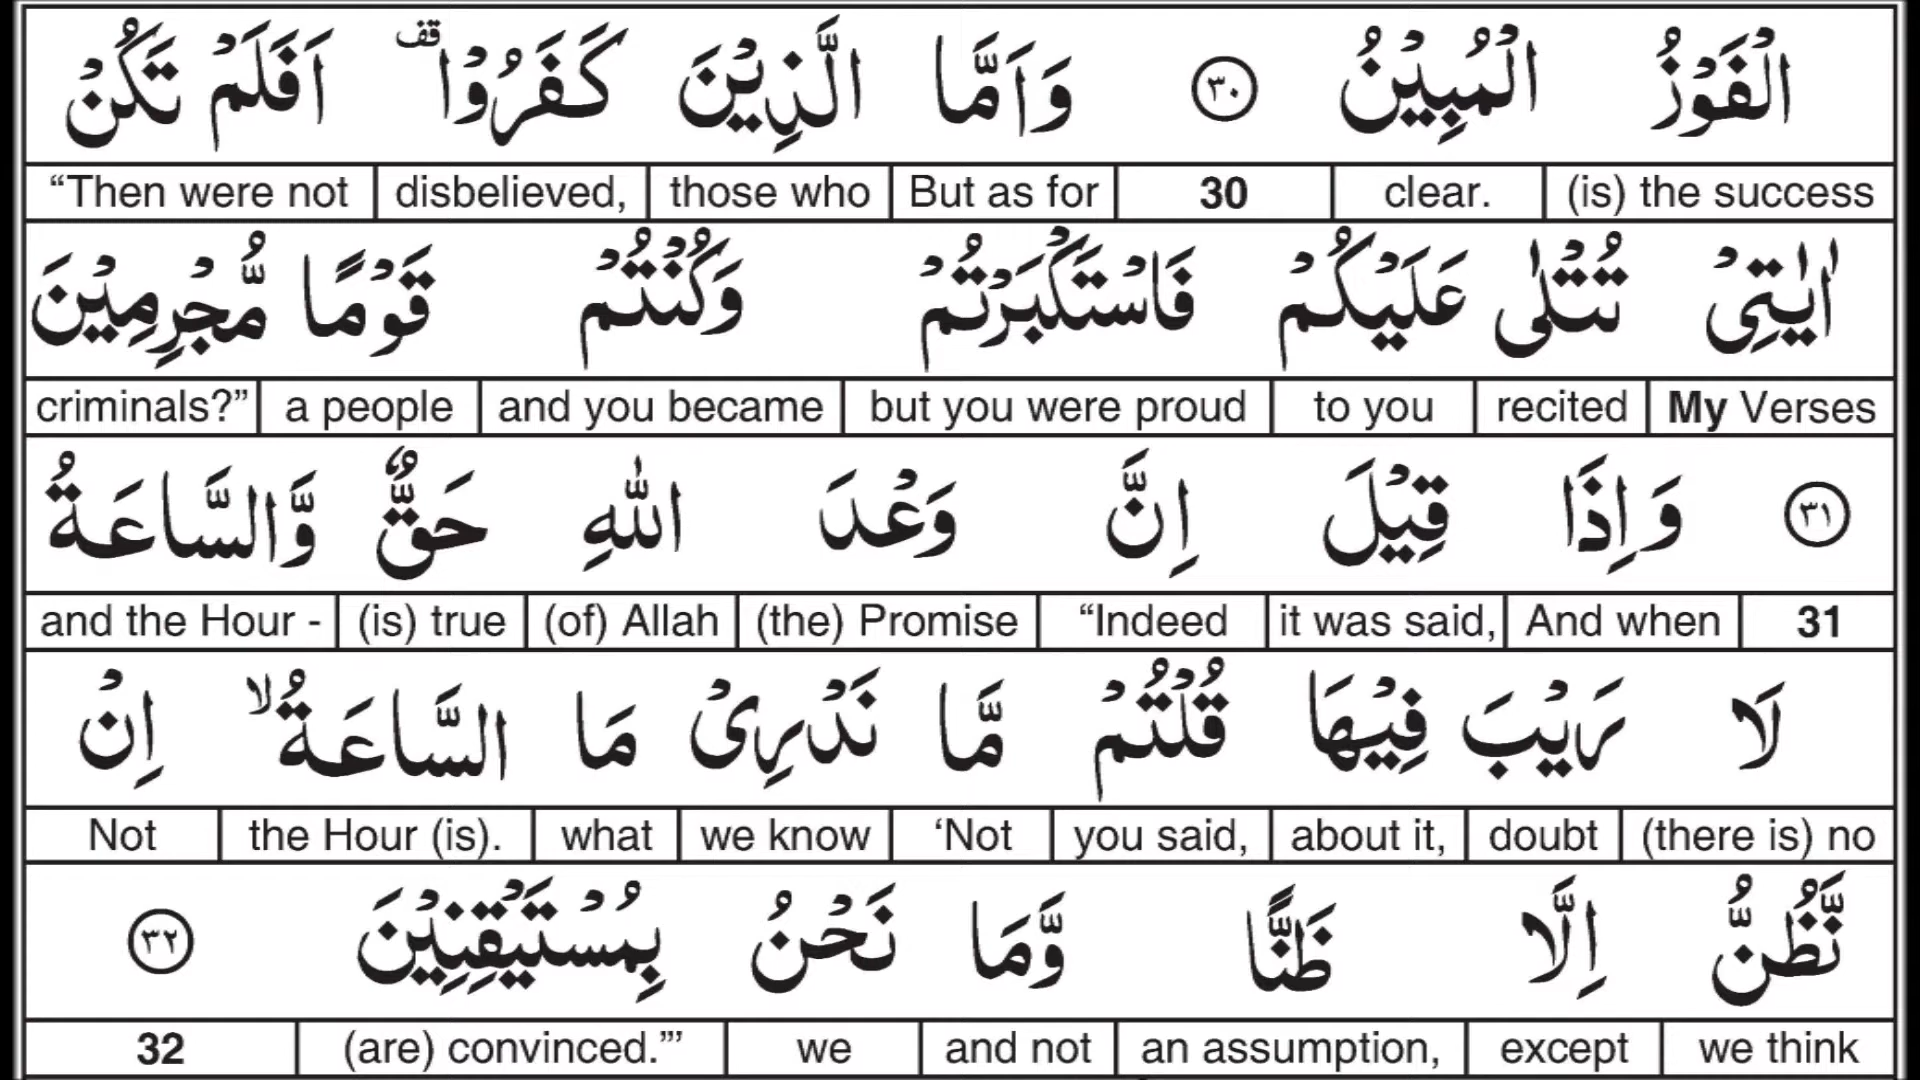 الْفَوْزُ الْمُبِيْنُ ۝٣٠ وَاَمَّا الَّذِيْنَ كَفَرُوْا ۣقف اَفَلَمْ تَكُنْ
(is) the success clear. 30 But as for those who disbelieved, “Then were not
اٰيٰتِيْ تُتْلٰى عَلَيْكُمْ فَاسْتَكْبَرْتُمْ وَكُنْتُمْ قَوْمًا مُّجْرِمِيْنَ
My Verses recited to you but you were proud and you became a people criminals?”
۝٣١ وَاِذَا قِيْلَ اِنَّ وَعْدَ اللّٰهِ حَقٌّ وَّالسَّاعَةُ
31 And when it was said, “Indeed (the) Promise (of) Allah (is) true and the Hour -
لَا رَيْبَ فِيْهَا قُلْتُمْ مَّا نَدْرِيْ مَا السَّاعَةُ ۙ اِنْ
(there is) no doubt about it, you said, ‘Not we know what the Hour (is). Not
نَّظُنُّ اِلَّا ظَنًّا وَّمَا نَحْنُ بِمُسْتَيْقِنِيْنَ ۝٣٢
we think except an assumption, and not we (are) convinced.”’ 32